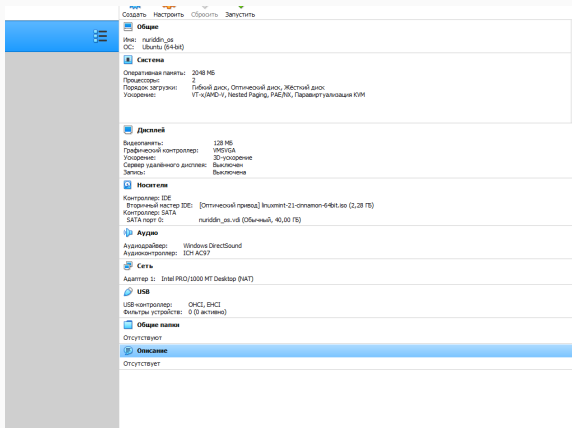 Создать Настроить Сбросить Запустить
Общие
Имя: nuriddin_os
ОС: Ubuntu (64-bit)
Система
Оперативная память: 2048 МБ
Процессоры: 2
Порядок загрузки: Гибкий диск, Оптический диск, Жёсткий диск
Ускорение: VT-x/AMD-V, Nested Paging, PAE/NX, Паравиртуализация KVM
Дисплей
Видеопамять: 128 МБ
Графический контроллер: VMSVGA
Ускорение: 3D-ускорение
Сервер удалённого дисплея: Выключен
Запись: Выключена
Носители
Контроллер: IDE
Вторичный мастер IDE: [Оптический привод] linuxmint-21-cinnamon-64bit.iso (2,28 ГБ)
Контроллер: SATA
SATA порт 0: nuriddin_os.vdi (Обычный, 40,00 ГБ)
Аудио
Аудиодрайвер: Windows DirectSound
Аудиоконтроллер: ICH AC97
Сеть
Адаптер 1: Intel PRO/1000 MT Desktop (NAT)
USB
USB-контроллер: OHCI, EHCI
Фильтры устройств: 0 (0 активно)
Общие папки
Отсутствуют
Описание
Отсутствует